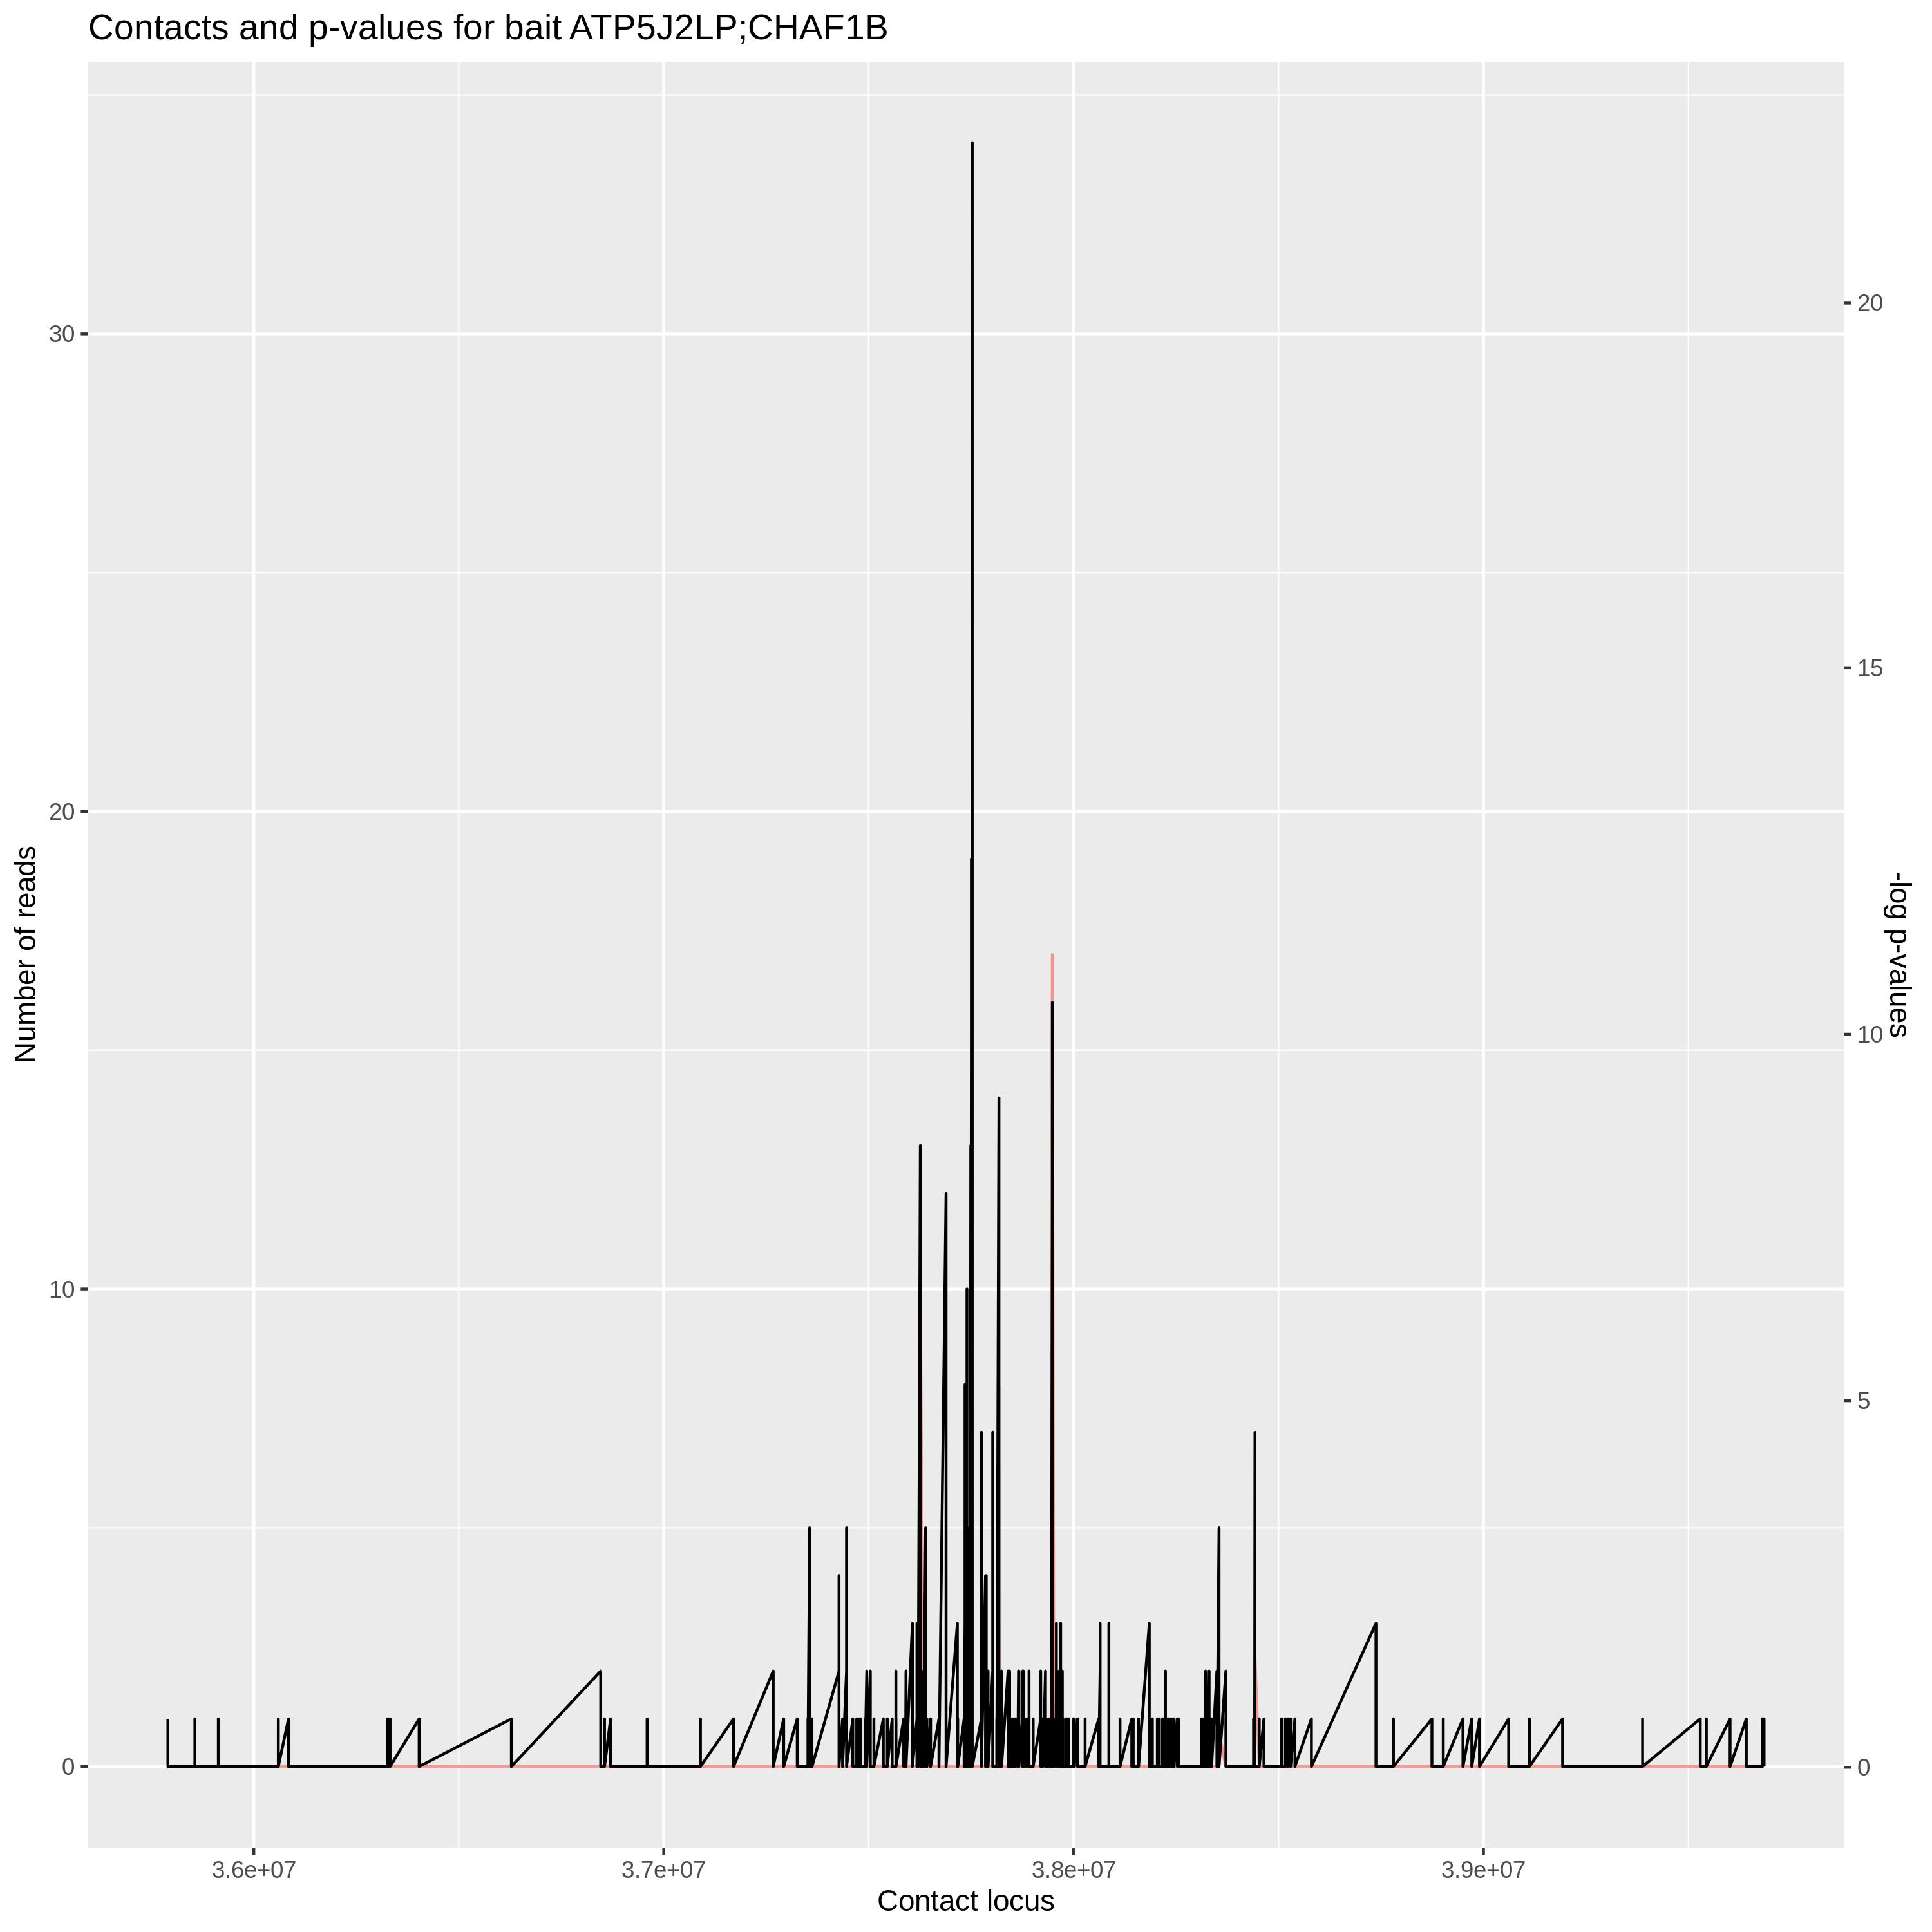 Contacts and p-values for bait ATP5J2LP;CHAF1B
30
20
10
0
Number of reads
20
15
10
5
0
-log p-values
3.6e+07
3.7e+07
3.8e+07
3.9e+07
Contact locus